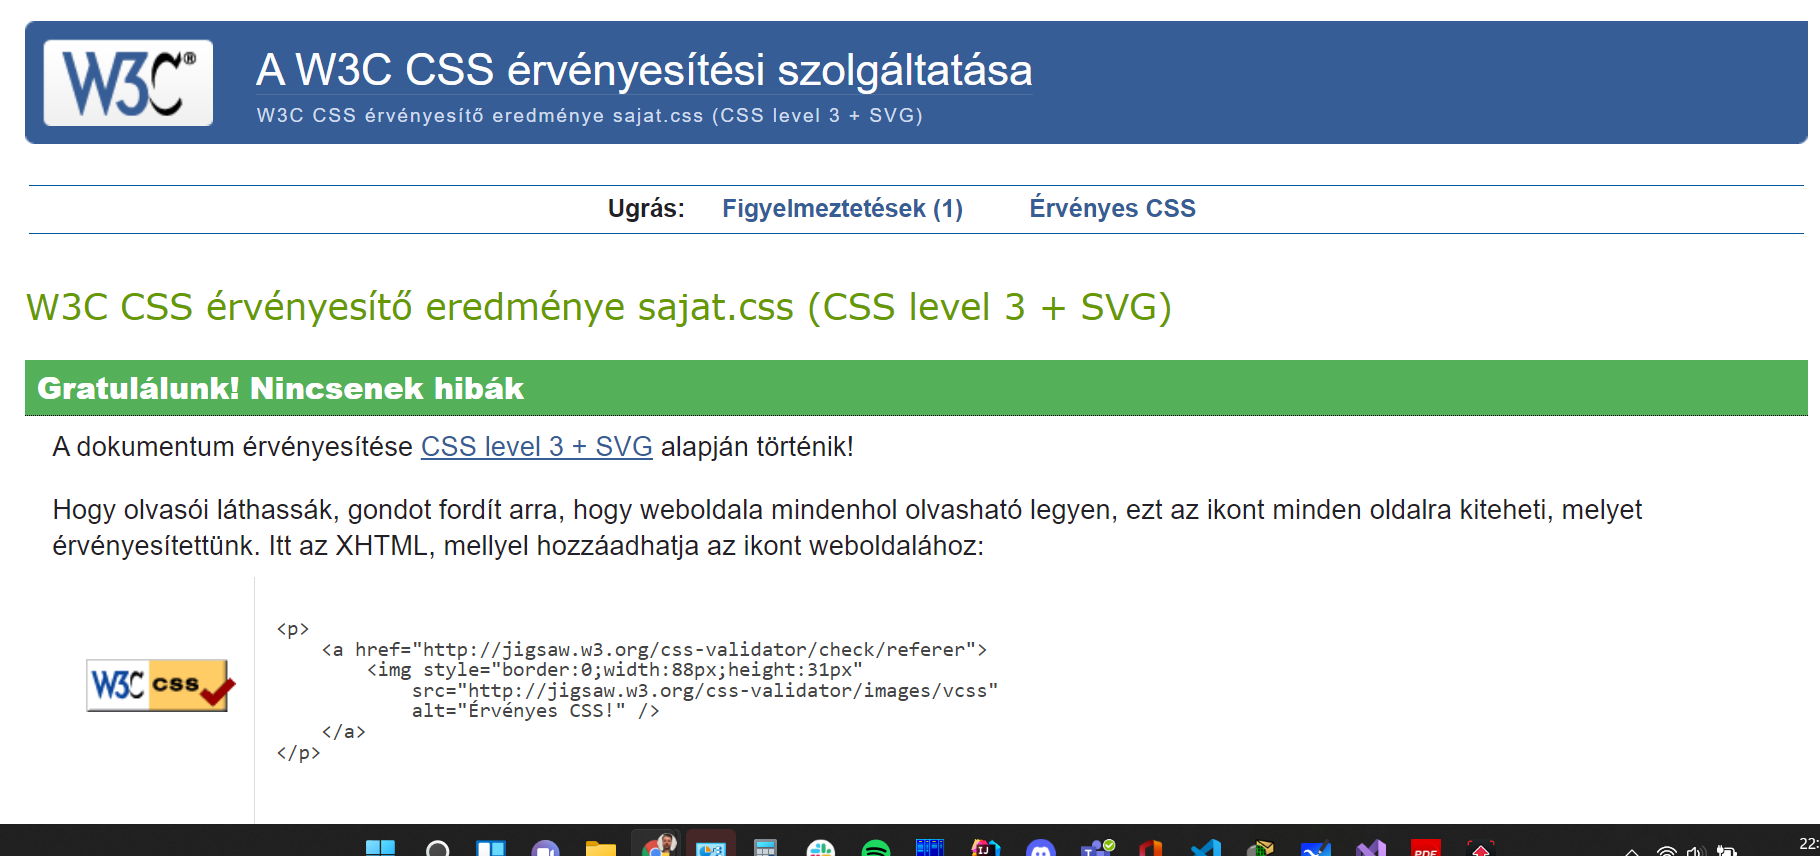 W3C®
A W3C CSS érvényesítési szolgáltatása
W3C CSS érvényesítő eredménye sajat.css (CSS level 3 + SVG)
Ugrás: Figyelmeztetések (1) Érvényes CSS
W3C CSS érvényesítő eredménye sajat.css (CSS level 3 + SVG)
Gratulálunk! Nincsenek hibák
A dokumentum érvényesítése CSS level 3 + SVG alapján történik!
Hogy olvasói láthassák, gondot fordít arra, hogy weboldala mindenhol olvasható legyen, ezt az ikont minden oldalra kiteheti, melyet
érvényesítettünk. Itt az XHTML, mellyel hozzáadhatja az ikont weboldalához:
W3C css
<p>
<a href="http://jigsaw.w3.org/css-validator/check/referer">
<img style="border:0;width:88px;height:31px"
src="http://jigsaw.w3.org/css-validator/images/vcss"
alt="Érvényes CSS!" />
</a>
</p>
IJ
PDF